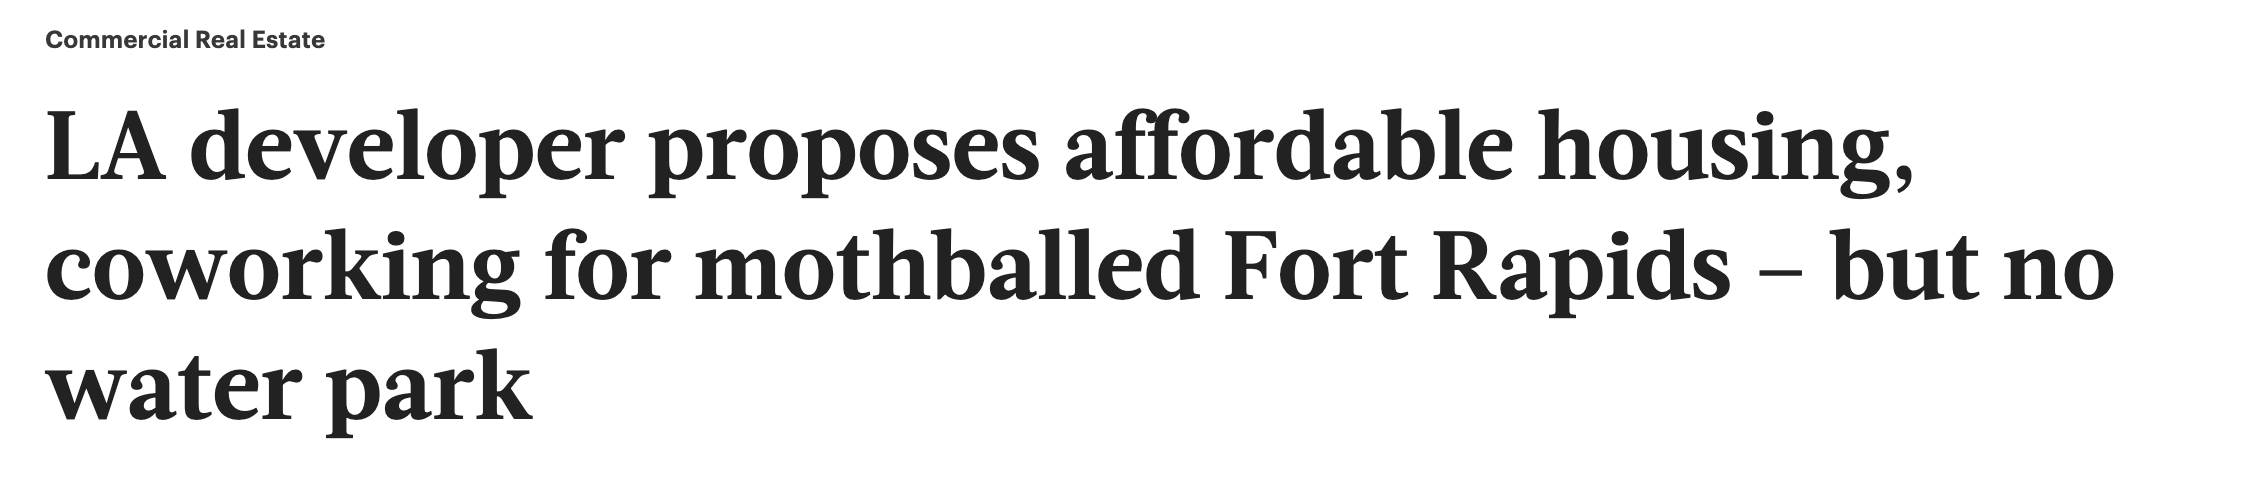 Commercial Real Estate
LA developer proposes affordable housing,
coworking for mothballed Fort Rapids – but no
water park